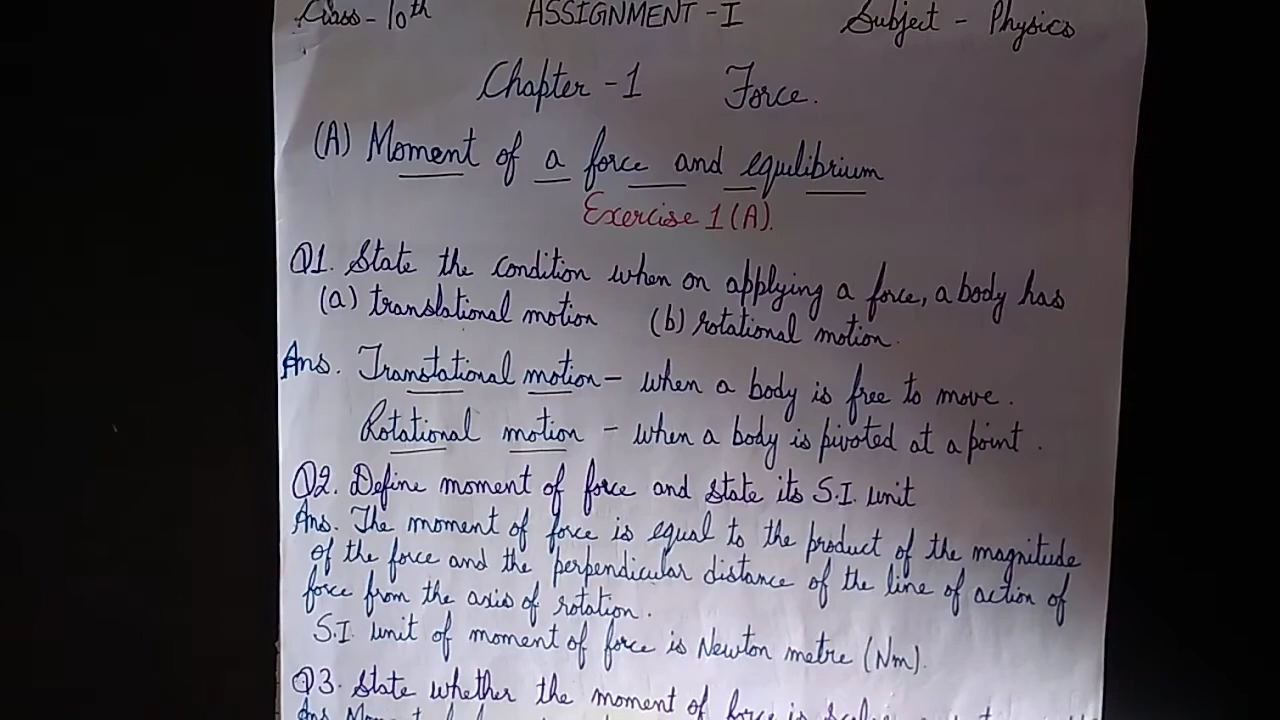 Class - 10th ASSIGNMENT - I Subject - Physics
Chapter - 1 Force.
(A) Moment of a force and equilibrium
Exercise 1(A).
Q1. State the condition when on applying a force, a body has
(a) translational motion (b) rotational motion.
Ans. Translational motion - when a body is free to move.
Rotational motion - when a body is pivoted at a point.
Q2. Define moment of force and state its S.I. unit
Ans. The moment of force is equal to the product of the magnitude
of the force and the perpendicular distance of the line of action of
force from the axis of rotation.
S.I. unit of moment of force is Newton metre (Nm).
Q3. State whether the moment of force is
Ans.